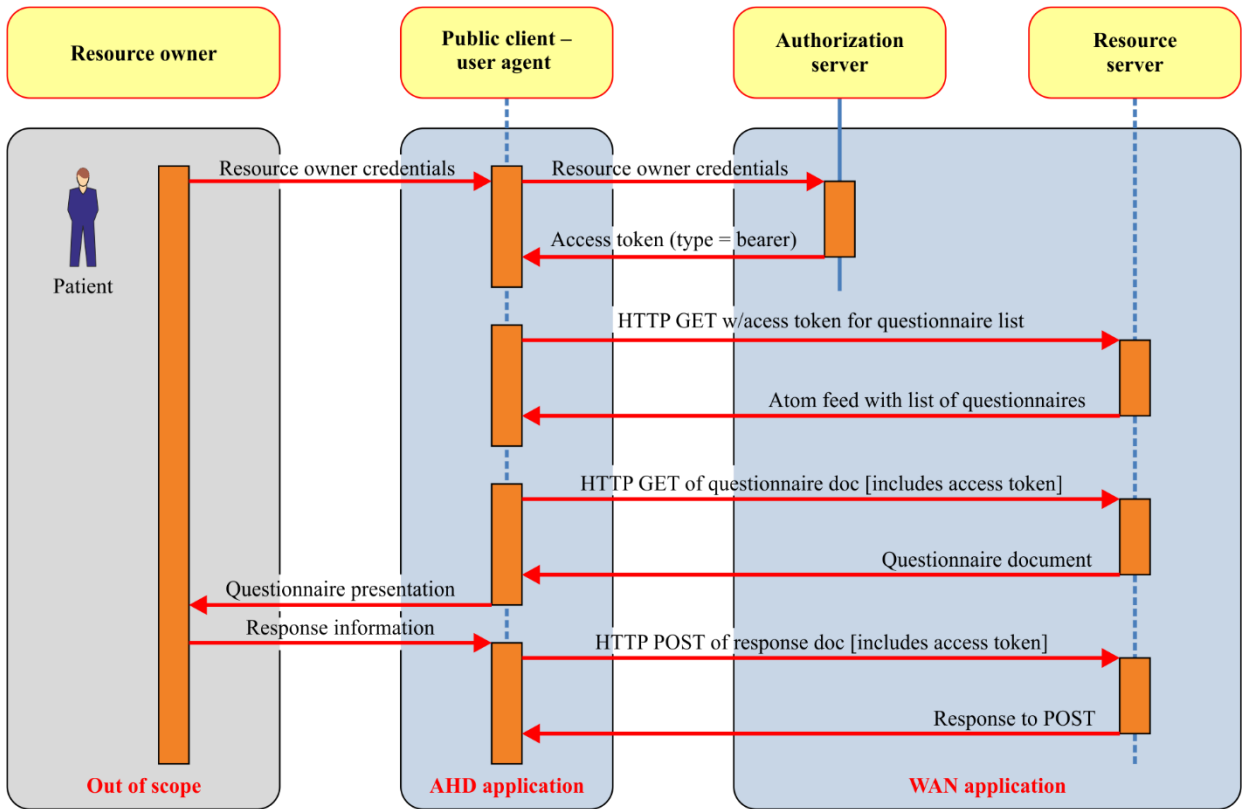 Resource owner
Public client –
user agent
Authorization
server
Resource
server
Resource owner credentials
Resource owner credentials
Access token (type = bearer)
Patient
HTTP GET w/acess token for questionnaire list
Atom feed with list of questionnaires
HTTP GET of questionnaire doc [includes access token]
Questionnaire document
Questionnaire presentation
Response information
HTTP POST of response doc [includes access token]
Response to POST
Out of scope
AHD application
WAN application